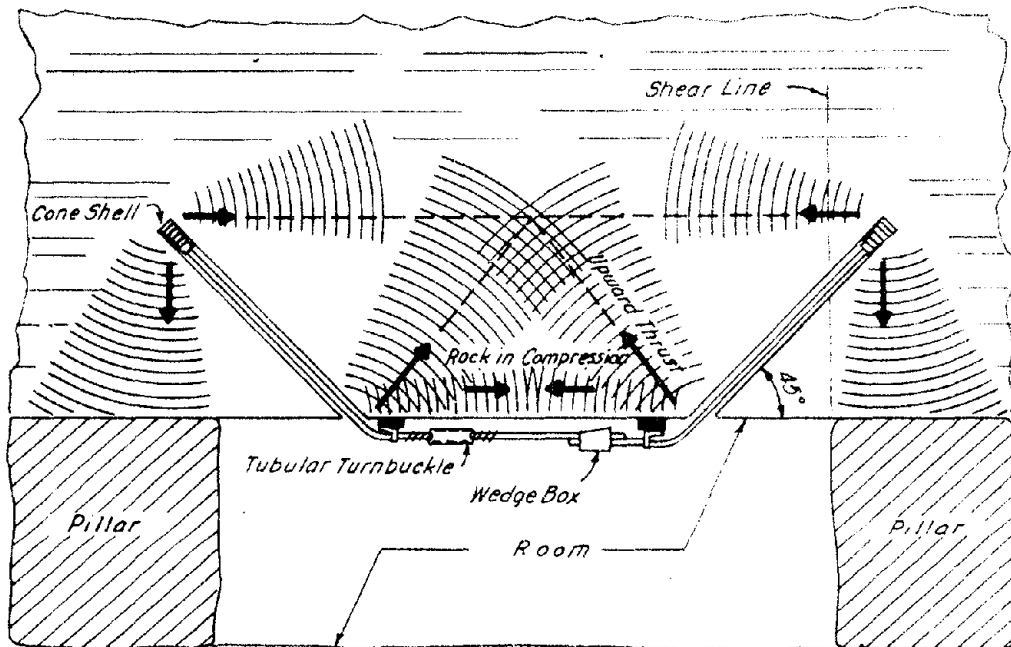 Shear Line
Cone Shell
Upward Thrust
Rock in Compression
45°
Tubular Turnbuckle
Wedge Box
Pillar
Room
Pillar